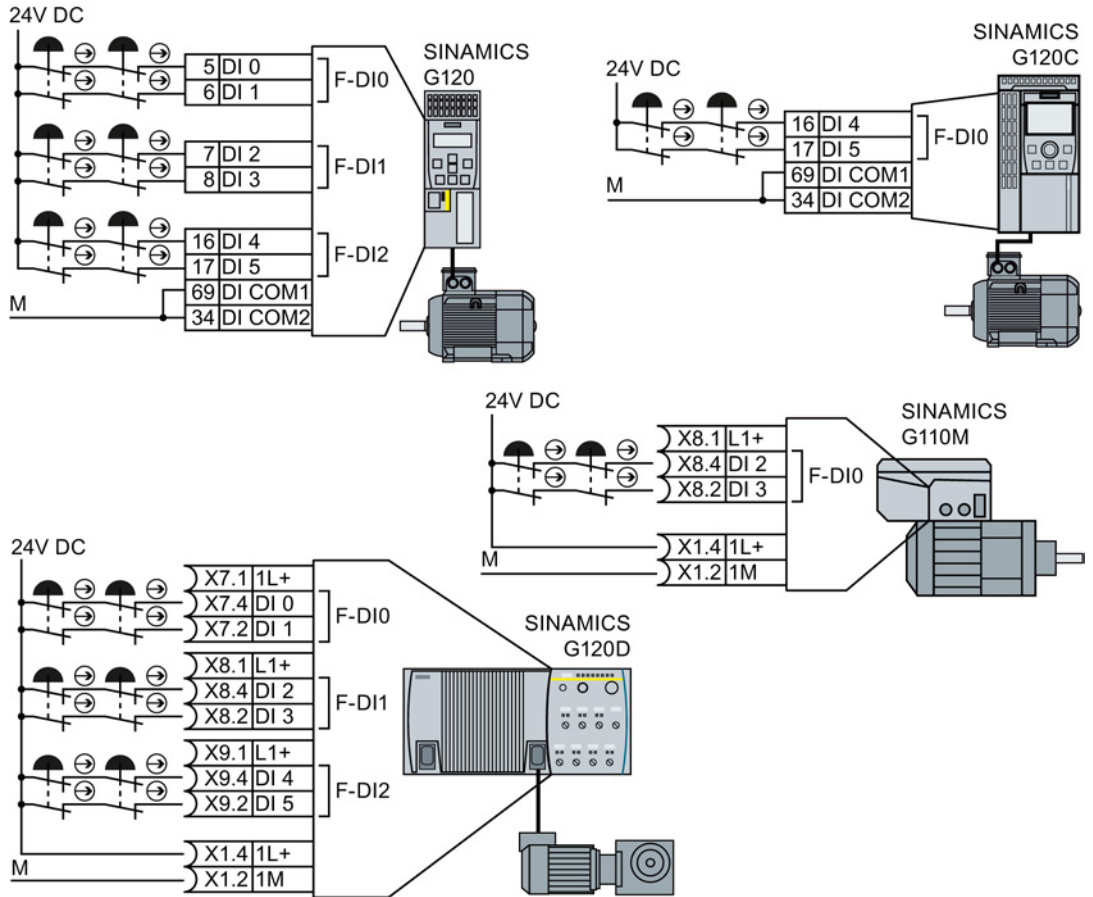 24V DC
5 DI 0
6 DI 1
F-DI0
7 DI 2
8 DI 3
F-DI1
16 DI 4
17 DI 5
F-DI2
69 DI COM1
34 DI COM2
M
SINAMICS
G120
24V DC
16 DI 4
17 DI 5
F-DI0
69 DI COM1
34 DI COM2
M
SINAMICS
G120C
24V DC
X8.1 L1+
X8.4 DI 2
X8.2 DI 3
F-DI0
X1.4 1L+
X1.2 1M
M
SINAMICS
G110M
24V DC
X7.1 1L+
X7.4 DI 0
X7.2 DI 1
F-DI0
X8.1 L1+
X8.4 DI 2
X8.2 DI 3
F-DI1
X9.1 L1+
X9.4 DI 4
X9.2 DI 5
F-DI2
X1.4 1L+
X1.2 1M
M
SINAMICS
G120D